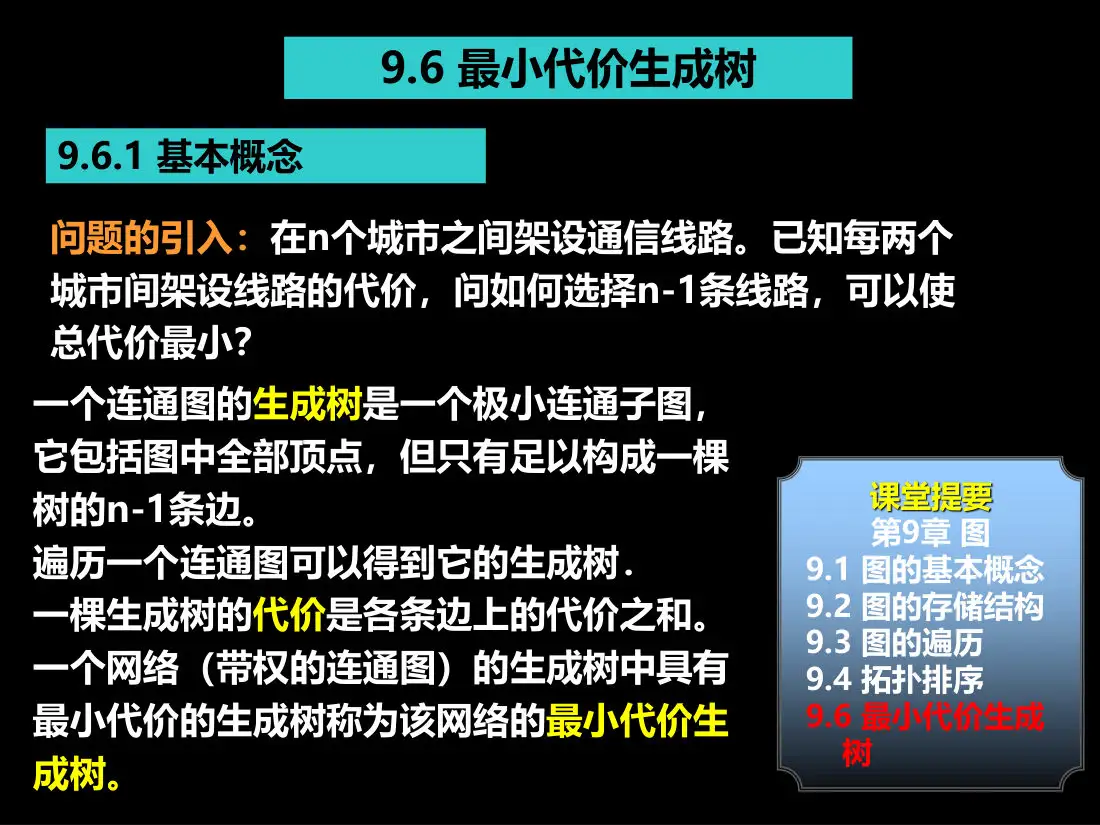 9.6 最小代价生成树
9.6.1 基本概念
问题的引入：在n个城市之间架设通信线路。已知每两个
城市间架设线路的代价，问如何选择n-1条线路，可以使
总代价最小？
一个连通图的生成树是一个极小连通子图，
它包括图中全部顶点，但只有足以构成一棵
树的n-1条边。
遍历一个连通图可以得到它的生成树．
一棵生成树的代价是各条边上的代价之和。
一个网络（带权的连通图）的生成树中具有
最小代价的生成树称为该网络的最小代价生
成树。
课堂提要
第9章 图
9.1 图的基本概念
9.2 图的存储结构
9.3 图的遍历
9.4 拓扑排序
9.6 最小代价生成
树